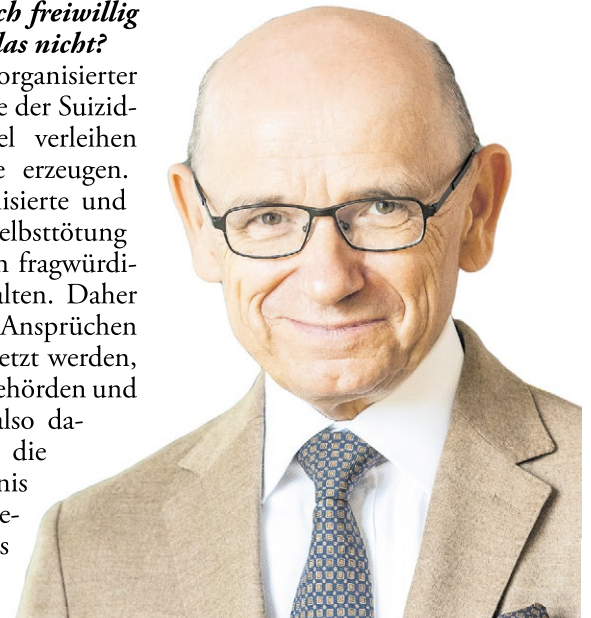 ch freiwillig
das nicht?
organisierter
e der Suizid-
el verleihen
e erzeugen.
isierte und
elbsttötung
n fragwürdi-
alten. Daher
Ansprüchen
etzt werden,
ehörden und
also da-
die
nis
e-
s